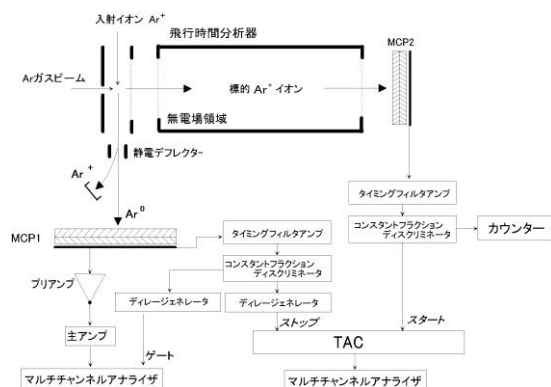 入射イオン Ar⁺
飛行時間分析器
MCP2
Arガスビーム
標的 Ar⁺ イオン
無電場領域
静電デフレクター
Ar⁺
Ar⁰
MCP1
タイミングフィルタアンプ
コンスタントフラクション
ディスクリミネータ
カウンター
タイミングフィルタアンプ
コンスタントフラクション
ディスクリミネータ
プリアンプ
ディレージェネレータ
ディレージェネレータ
ストップ
スタート
主アンプ
ゲート
TAC
マルチチャンネルアナライザ
マルチチャンネルアナライザ